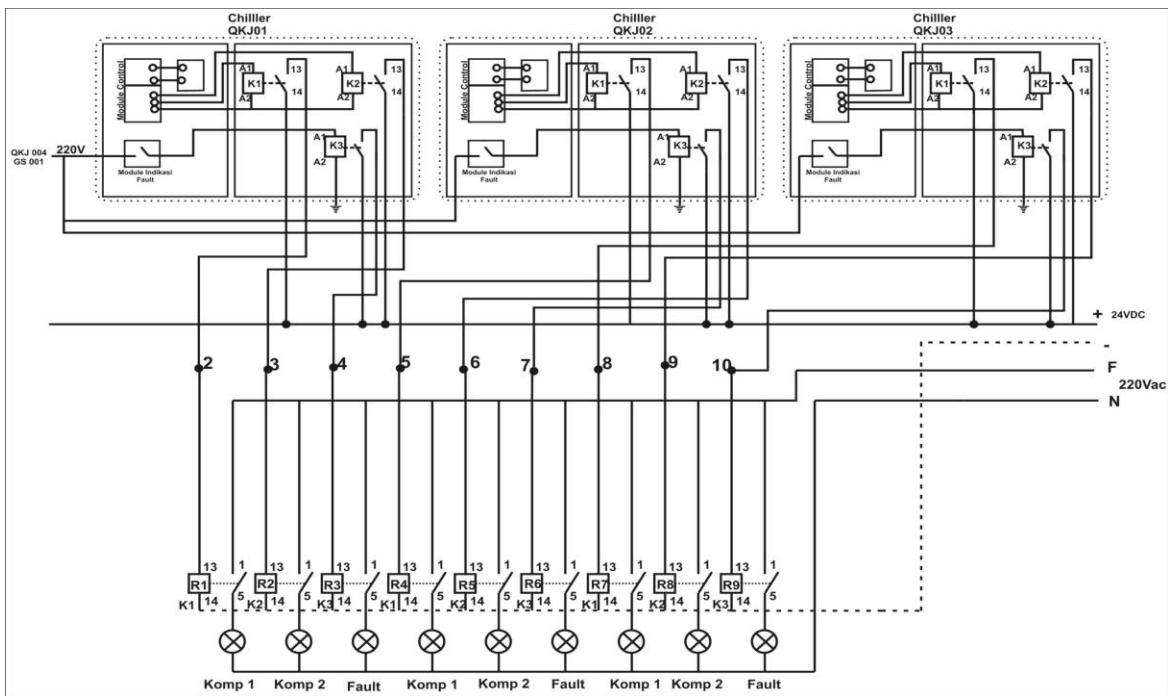 Chilller
QKJ01
Chilller
QKJ02
Chilller
QKJ03
Module Control
A1
K1
A2
13
14
A1
K2
A2
13
14
Module Control
A1
K1
A2
13
14
A1
K2
A2
13
14
Module Control
A1
K1
A2
13
14
A1
K2
A2
13
14
QKJ 004
GS 001
220V
Module Indikasi
Fault
A1
K3
A2
Module Indikasi
Fault
A1
K3
A2
Module Indikasi
Fault
A1
K3
A2
+ 24VDC
-
2 3 4 5 6 7 8 9 10
F
220Vac
N
13 1 13 1 13 1 13 1 13 1 13 1 13 1 13 1 13 1
R1 R2 R3 R4 R5 R6 R7 R8 R9
K1 14 5 K2 14 5 K3 14 5 K1 14 5 K2 14 5 K3 14 5 K1 14 5 K2 14 5 K3 14 5
Komp 1 Komp 2 Fault Komp 1 Komp 2 Fault Komp 1 Komp 2 Fault